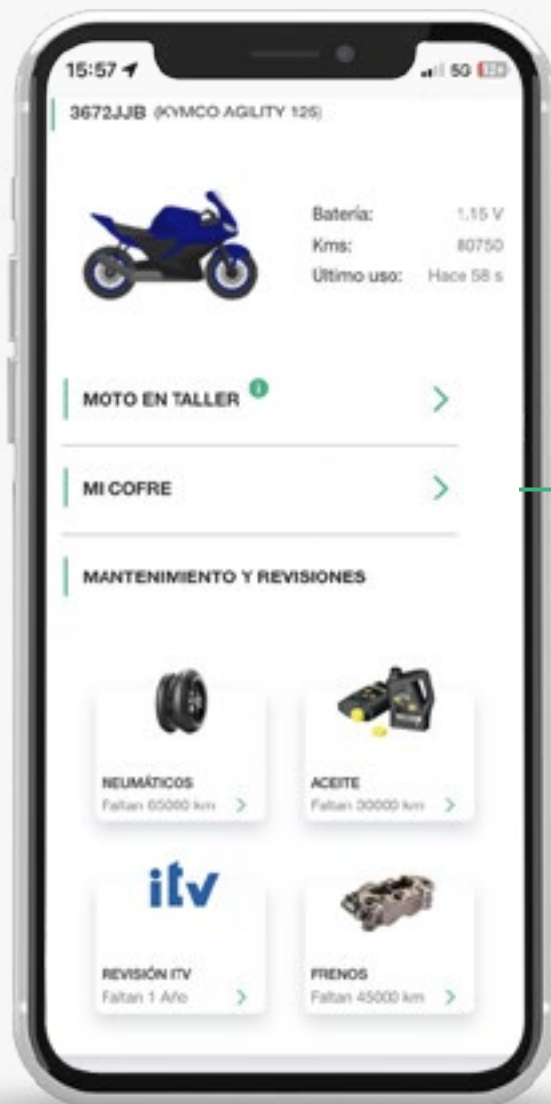 15:57 5G
3672JJB (KYMCO AGILITY 125)
Batería: 1.15 V
Kms: 80750
Último uso: Hace 58 s
MOTO EN TALLER i
MI COFRE
MANTENIMIENTO Y REVISIONES
NEUMÁTICOS
Faltan 65000 km
ACEITE
Faltan 30000 km
itv
REVISIÓN ITV
Faltan 1 Año
FRENOS
Faltan 45000 km